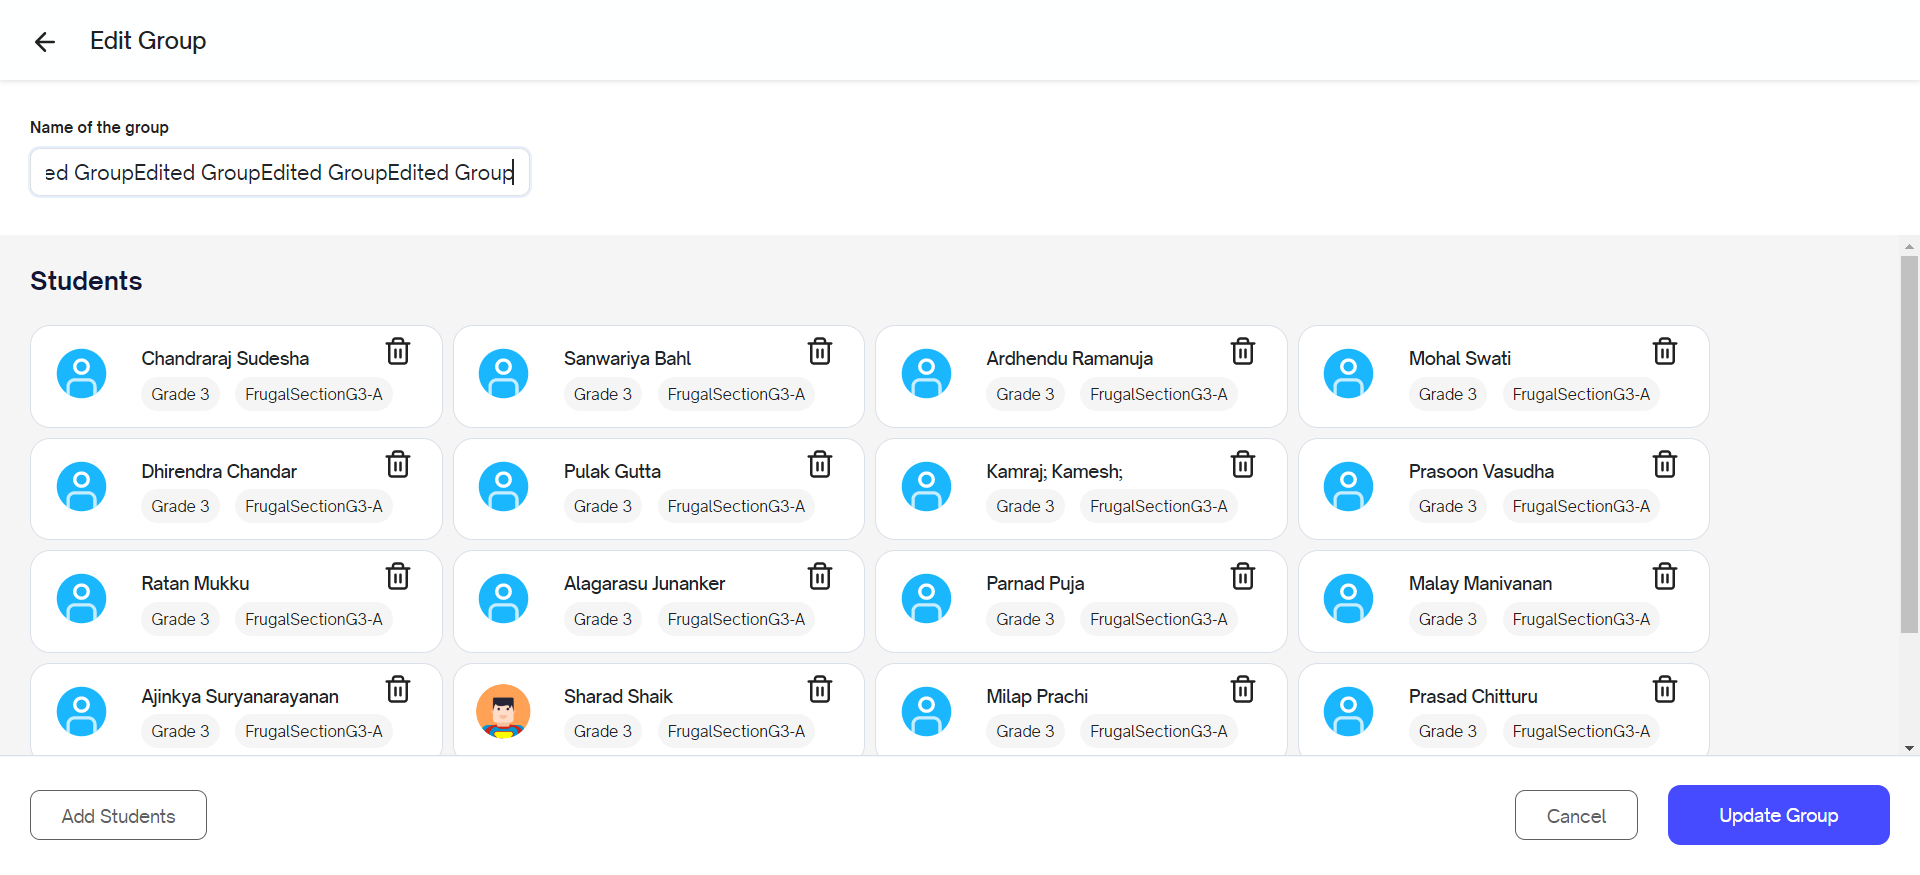 Edit Group
Name of the group
ed GroupEdited GroupEdited GroupEdited Group
Students
Chandraraj Sudesha
Grade 3 FrugalSectionG3-A
Sanwariya Bahl
Grade 3 FrugalSectionG3-A
Ardhendu Ramanuja
Grade 3 FrugalSectionG3-A
Mohal Swati
Grade 3 FrugalSectionG3-A
Dhirendra Chandar
Grade 3 FrugalSectionG3-A
Pulak Gutta
Grade 3 FrugalSectionG3-A
Kamraj; Kamesh;
Grade 3 FrugalSectionG3-A
Prasoon Vasudha
Grade 3 FrugalSectionG3-A
Ratan Mukku
Grade 3 FrugalSectionG3-A
Alagarasu Junanker
Grade 3 FrugalSectionG3-A
Parnad Puja
Grade 3 FrugalSectionG3-A
Malay Manivanan
Grade 3 FrugalSectionG3-A
Ajinkya Suryanarayanan
Grade 3 FrugalSectionG3-A
Sharad Shaik
Grade 3 FrugalSectionG3-A
Milap Prachi
Grade 3 FrugalSectionG3-A
Prasad Chitturu
Grade 3 FrugalSectionG3-A
Add Students
Cancel
Update Group